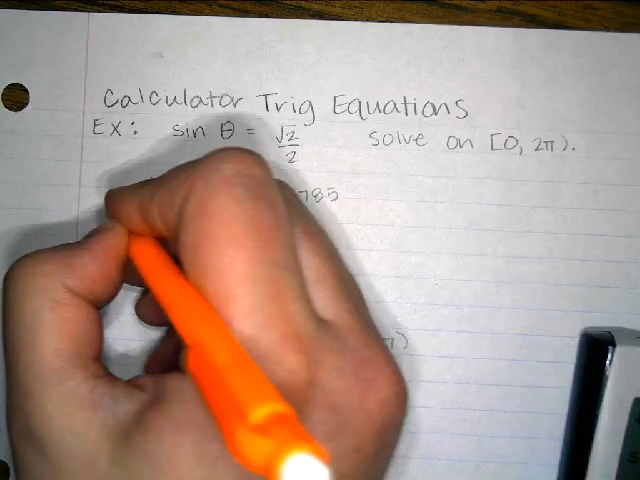 Calculator Trig Equations
Ex: sin θ = √2/2 solve on [0, 2π).
785